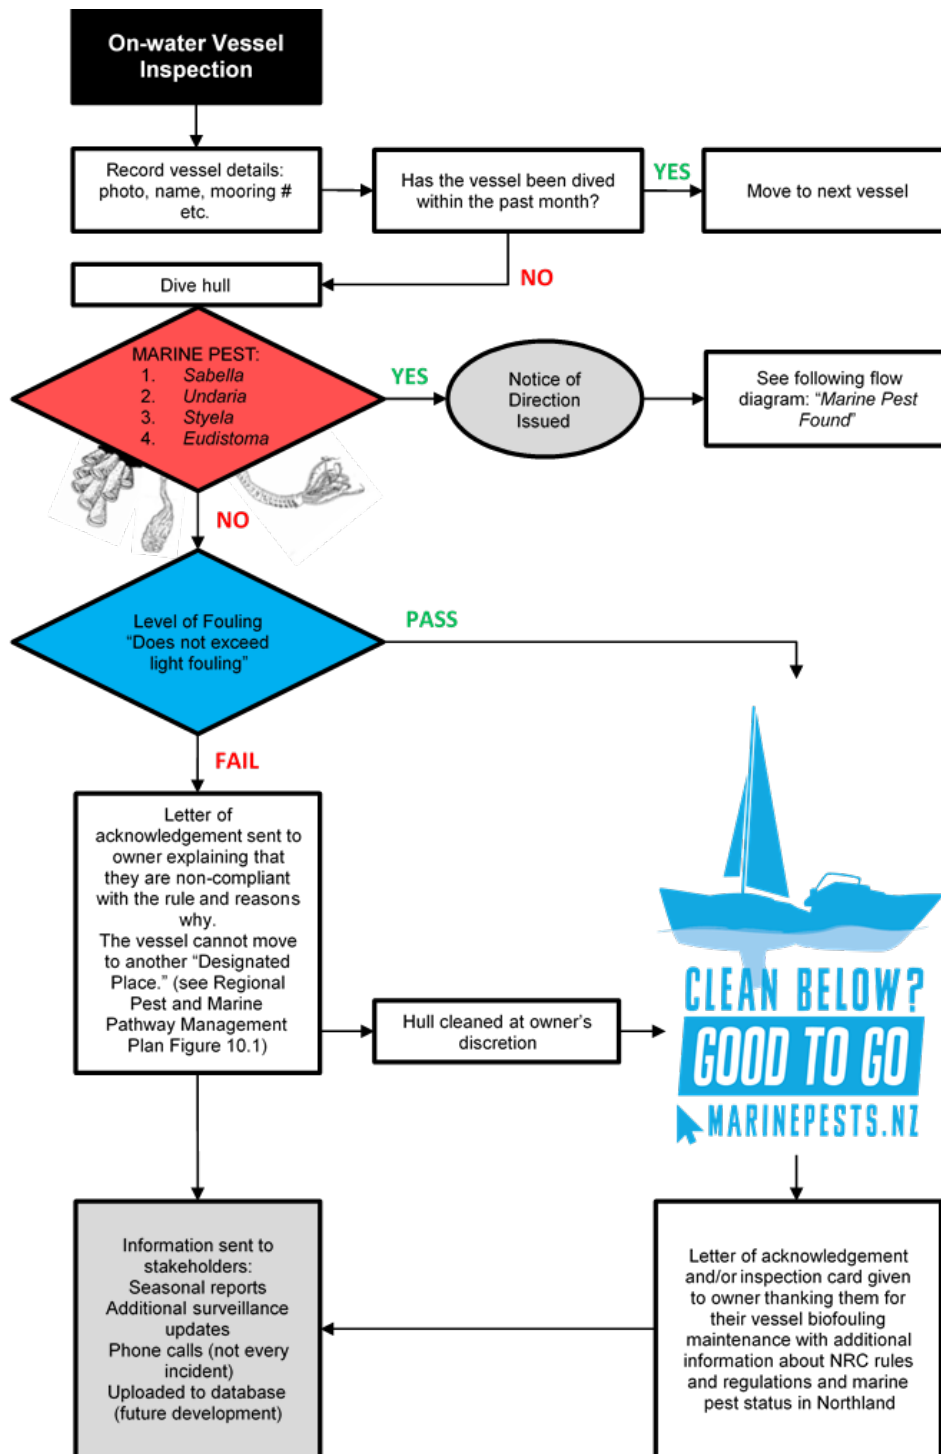 On-water Vessel
Inspection
Record vessel details:
photo, name, mooring #
etc.
Has the vessel been dived
within the past month?
YES
Move to next vessel
NO
Dive hull
MARINE PEST:
1. Sabella
2. Undaria
3. Styela
4. Eudistoma
YES
Notice of
Direction
Issued
See following flow
diagram: “Marine Pest
Found”
NO
Level of Fouling
“Does not exceed
light fouling”
PASS
FAIL
Letter of
acknowledgement sent to
owner explaining that
they are non-compliant
with the rule and reasons
why.
The vessel cannot move
to another “Designated
Place.” (see Regional
Pest and Marine
Pathway Management
Plan Figure 10.1)
Hull cleaned at owner’s
discretion
CLEAN BELOW?
GOOD TO GO
MARINEPESTS.NZ
Information sent to
stakeholders:
Seasonal reports
Additional surveillance
updates
Phone calls (not every
incident)
Uploaded to database
(future development)
Letter of acknowledgement
and/or inspection card given
to owner thanking them for
their vessel biofouling
maintenance with additional
information about NRC rules
and regulations and marine
pest status in Northland